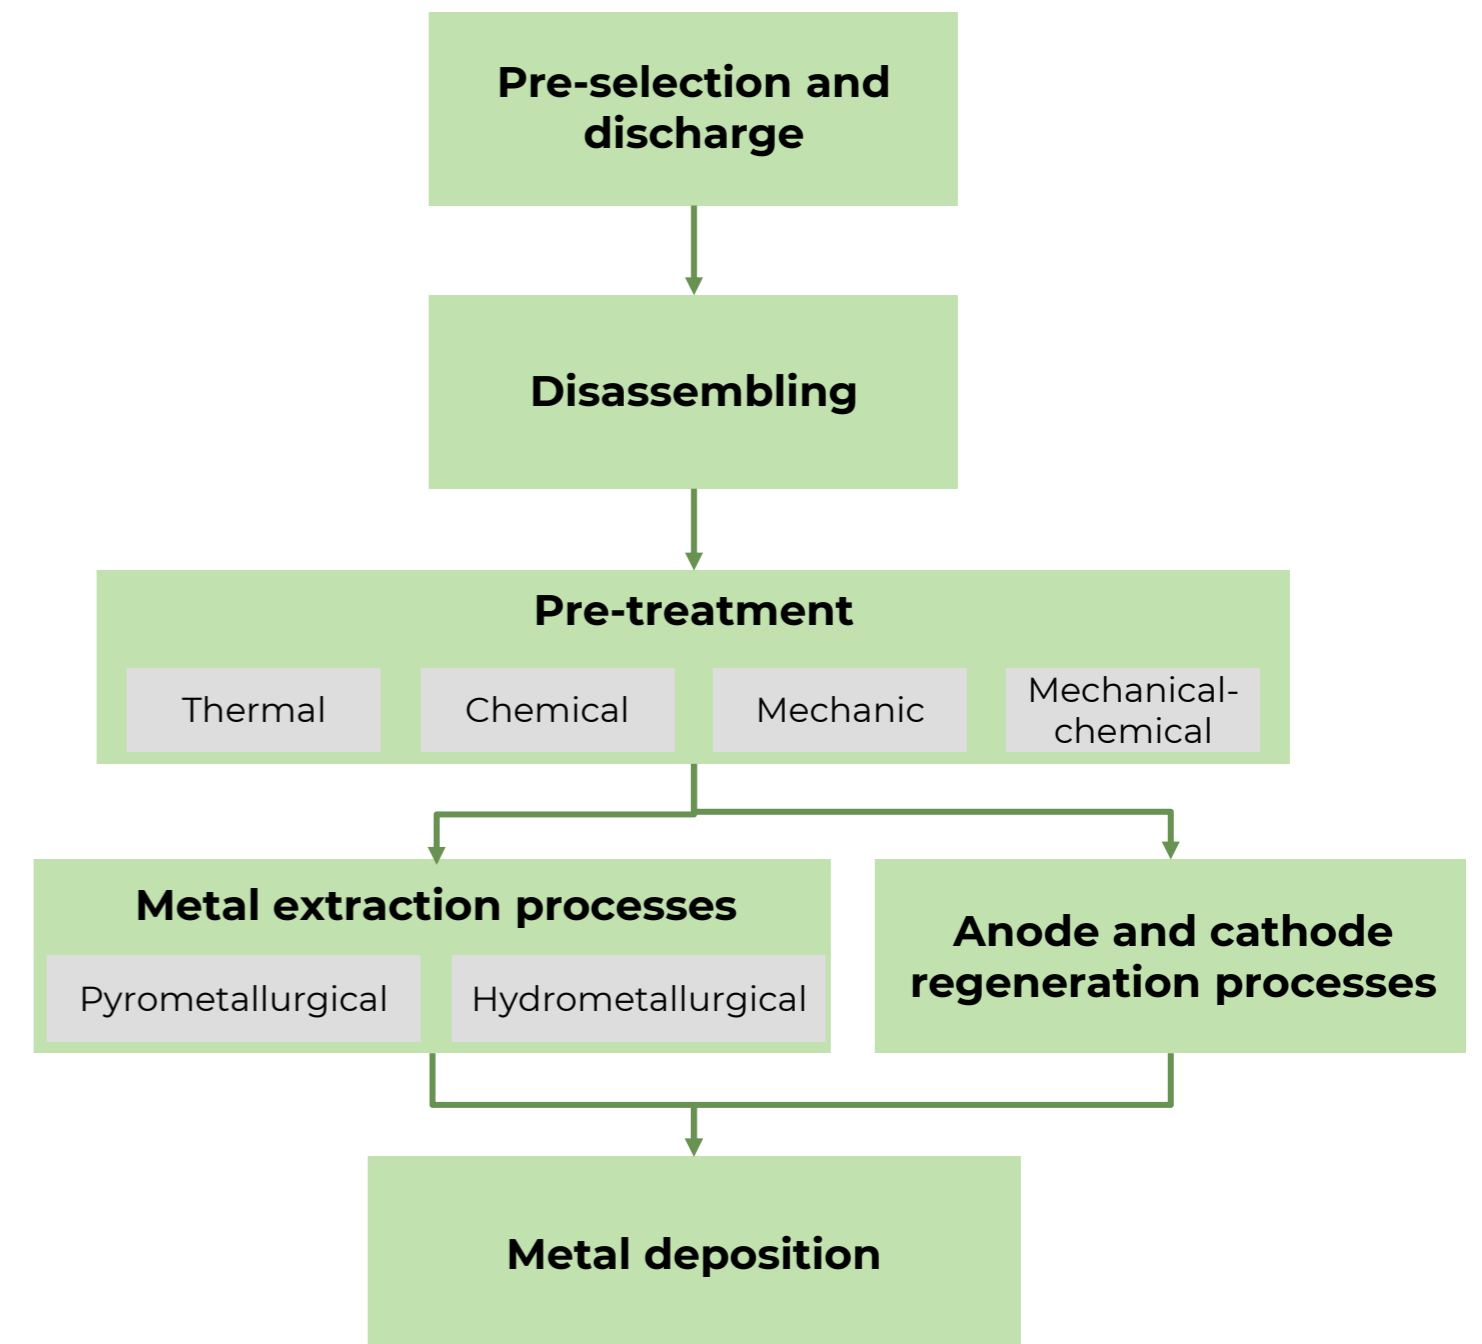 Pre-selection and
discharge
Disassembling
Pre-treatment
Thermal
Chemical
Mechanic
Mechanical-
chemical
Metal extraction processes
Pyrometallurgical
Hydrometallurgical
Anode and cathode
regeneration processes
Metal deposition